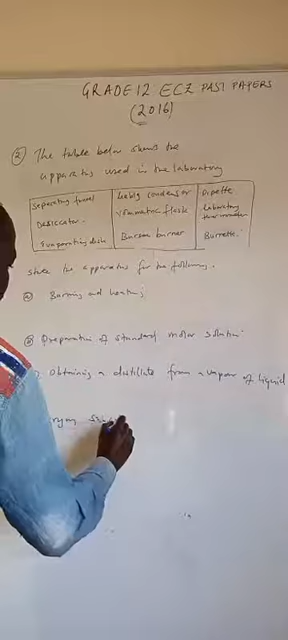 GRADE 12 ECZ PAST PAPERS
(2016)
② The table below shows the
apparatus used in the laboratory
Separating funnel Liebig condensor Pipette
Desiccator. Volumetric flask Laboratory thermometer
Evaporating dish Bunsen burner Burette.
state the apparatus for the following.
Burning and heating
Preparation of standard molar solution
obtaining a distillate from a vapour of liquid